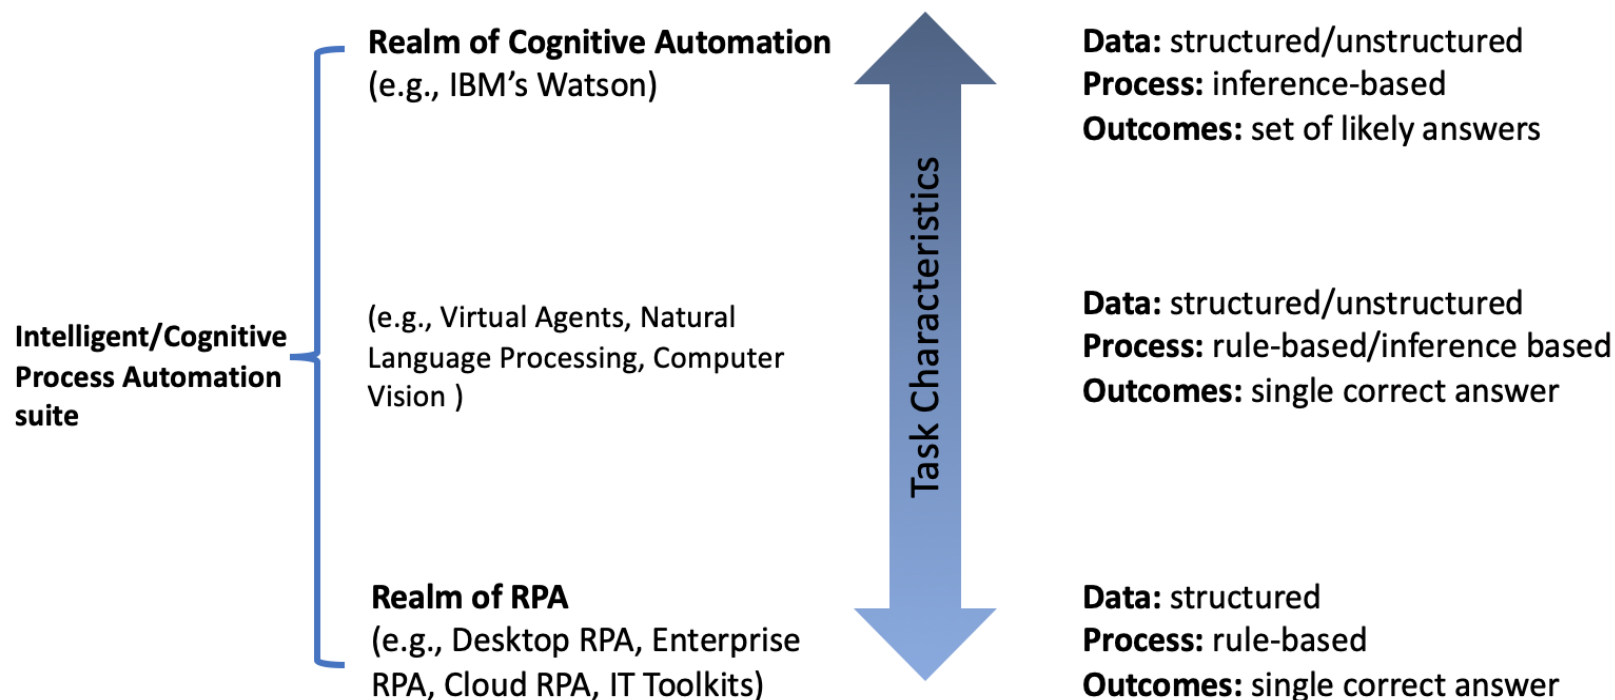 Realm of Cognitive Automation
(e.g., IBM’s Watson)
Data: structured/unstructured
Process: inference-based
Outcomes: set of likely answers
Intelligent/Cognitive
Process Automation
suite
(e.g., Virtual Agents, Natural
Language Processing, Computer
Vision )
Task Characteristics
Data: structured/unstructured
Process: rule-based/inference based
Outcomes: single correct answer
Realm of RPA
(e.g., Desktop RPA, Enterprise
RPA, Cloud RPA, IT Toolkits)
Data: structured
Process: rule-based
Outcomes: single correct answer